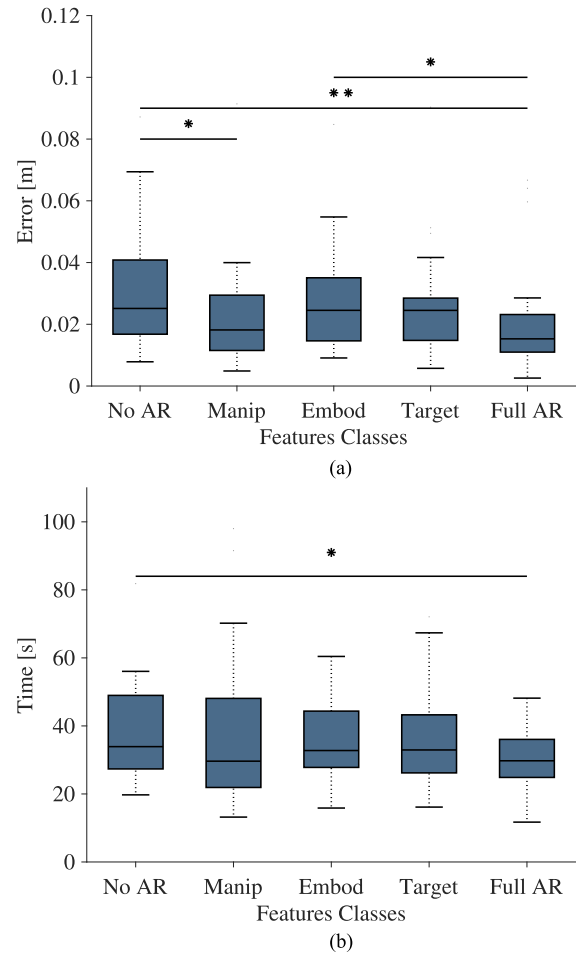 0.12
*
0.1
**
*
0.08
0.06
0.04
0.02
0
Error [m]
No AR Manip Embod Target Full AR
Features Classes
(a)
100
*
80
60
40
20
0
Time [s]
No AR Manip Embod Target Full AR
Features Classes
(b)